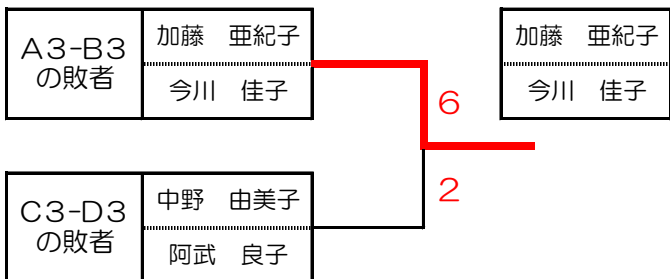 A3-B3
の敗者
加藤 亜紀子
今川 佳子
6
2
加藤 亜紀子
今川 佳子
C3-D3
の敗者
中野 由美子
阿武 良子